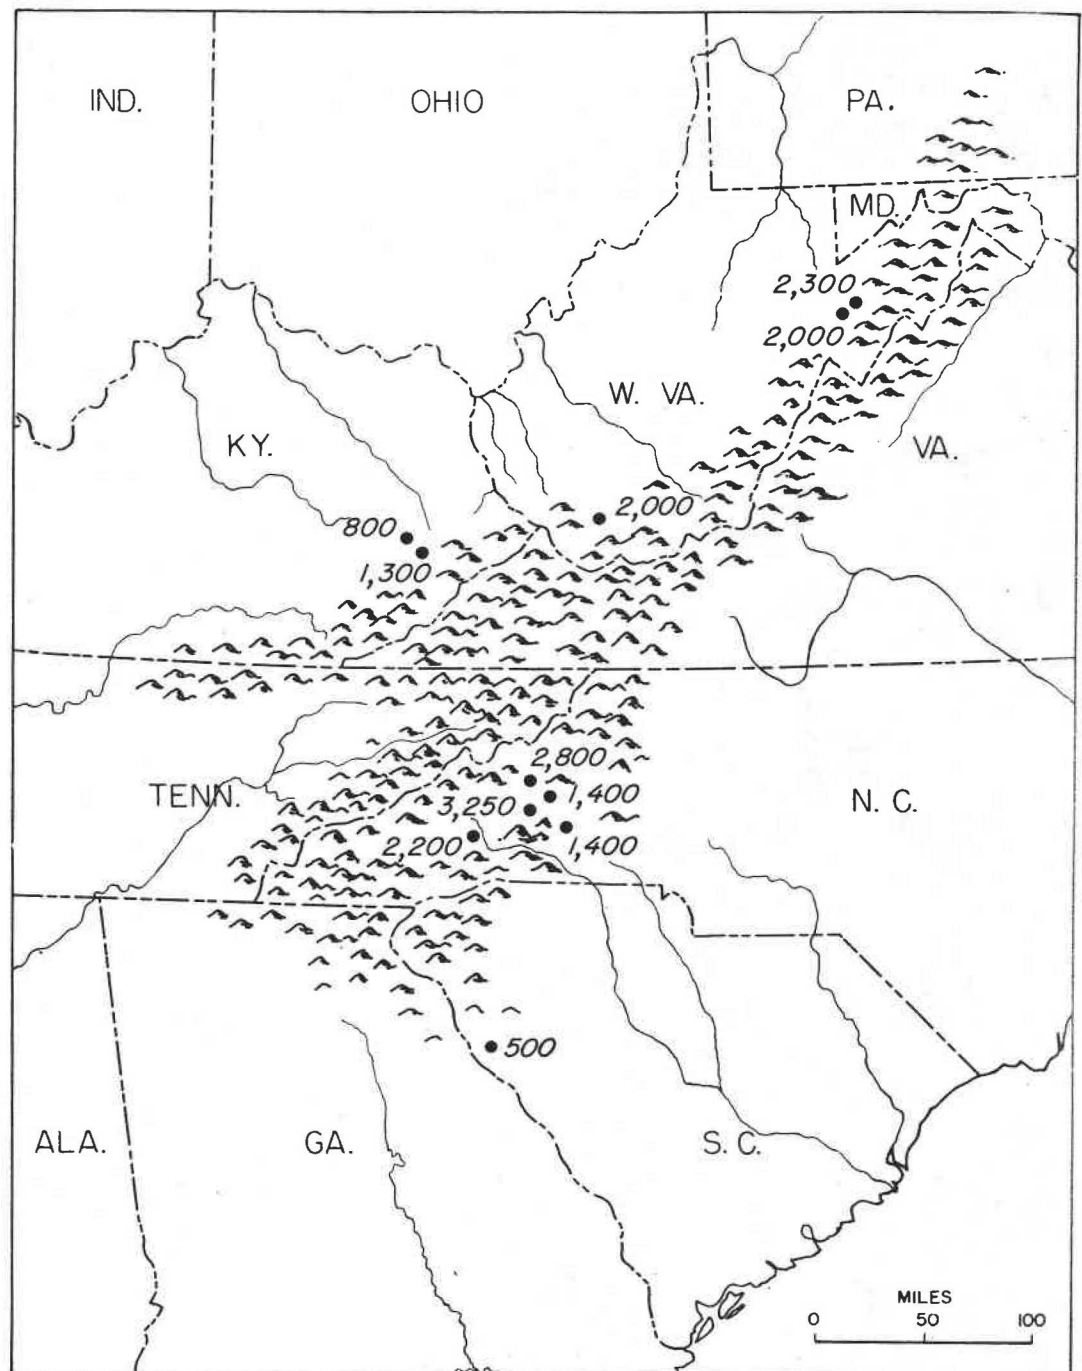 IND.
OHIO
PA.
MD.
2,300
2,000
W. VA.
KY.
VA.
2,000
800
1,300
2,800
TENN.
3,250
1,400
N. C.
2,200
1,400
500
ALA.
GA.
S. C.
MILES
0 50 100